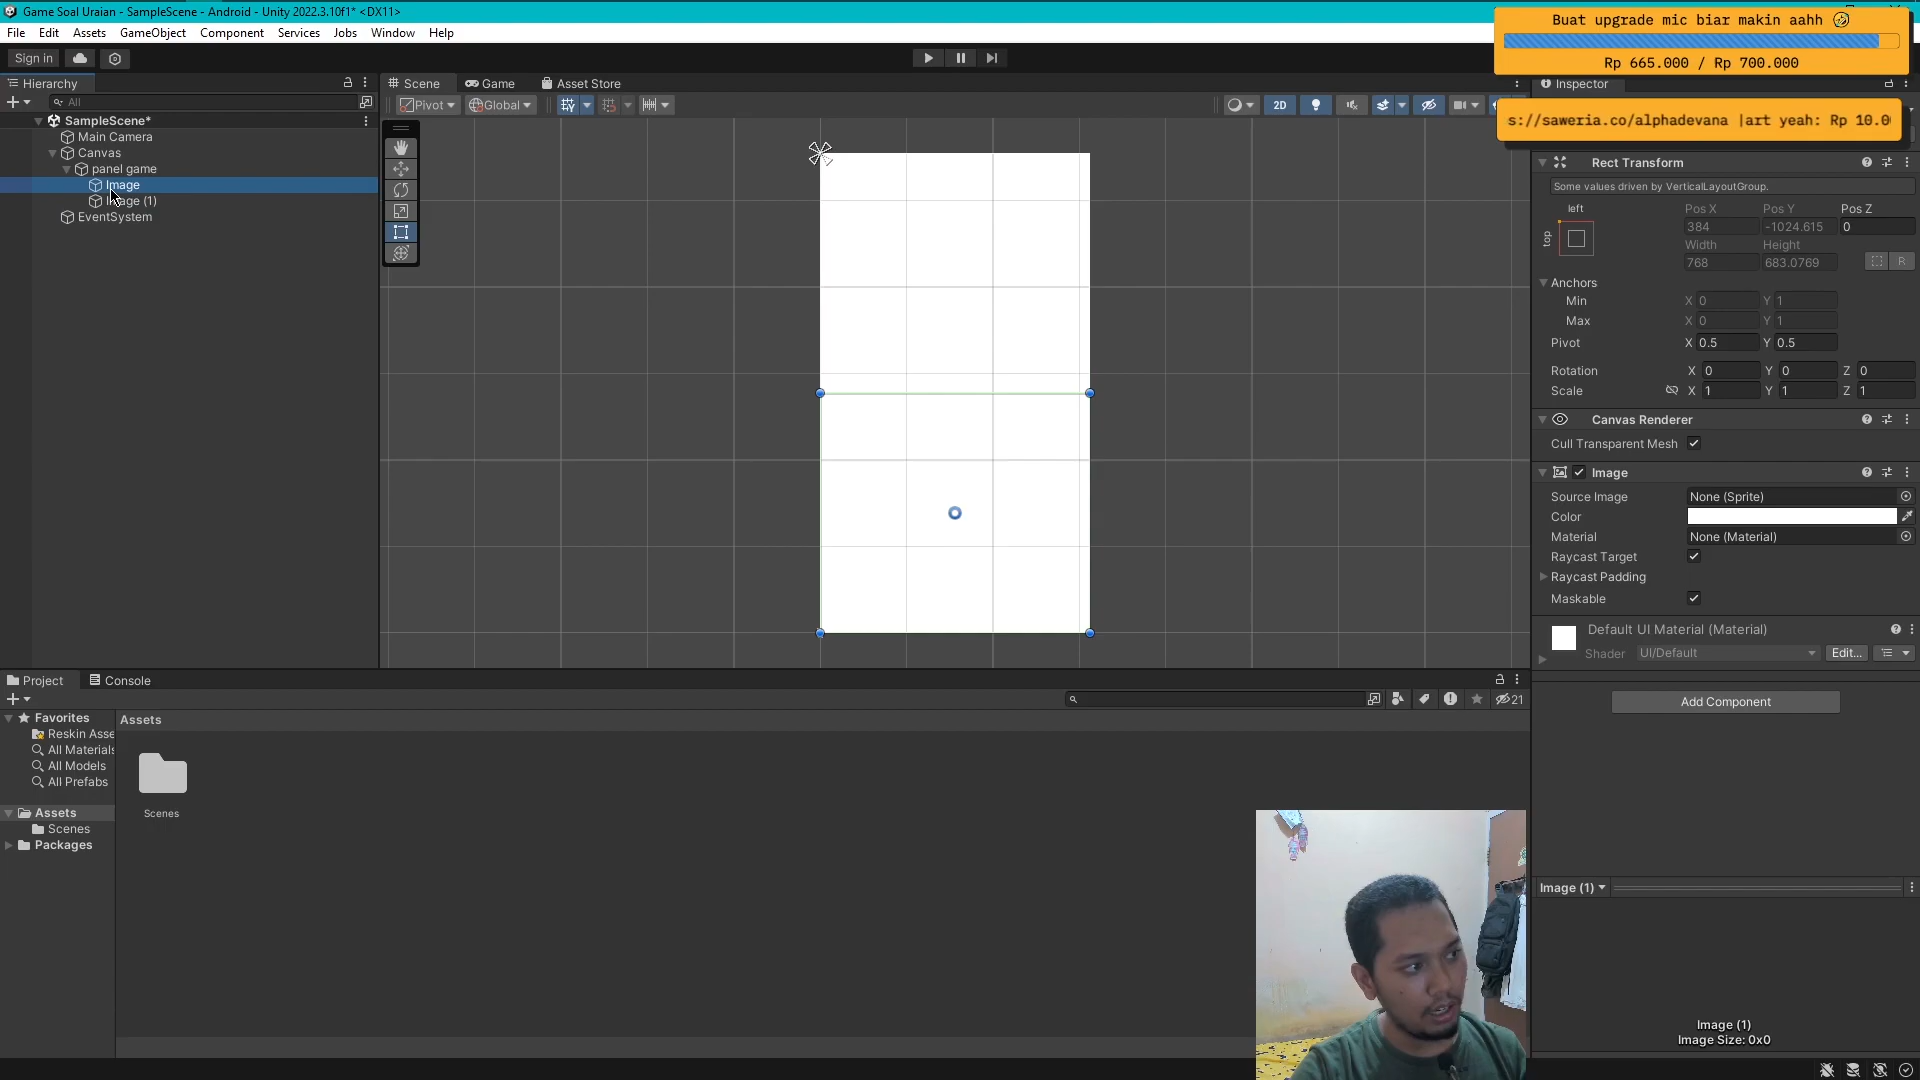 Game Soal Uraian - SampleScene - Android - Unity 2022.3.10f1* <DX11>
File Edit Assets GameObject Component Services Jobs Window Help
Buat upgrade mic biar makin aahh 🤣
Rp 665.000 / Rp 700.000
Sign in
Hierarchy
Scene Game Asset Store
Inspector
All
Pivot Global 2D
s://saweria.co/alphadevana |art yeah: Rp 10.0
SampleScene*
Main Camera
Canvas
panel game
Image
Image (1)
EventSystem
Rect Transform
Some values driven by VerticalLayoutGroup.
left Pos X Pos Y Pos Z
top 384 -1024.615 0
Width Height
768 683.0769 R
Anchors
Min X 0 Y 1
Max X 0 Y 1
Pivot X 0.5 Y 0.5
Rotation X 0 Y 0 Z 0
Scale X 1 Y 1 Z 1
Canvas Renderer
Cull Transparent Mesh
Image
Source Image None (Sprite)
Color
Material None (Material)
Raycast Target
Raycast Padding
Maskable
Default UI Material (Material)
Shader UI/Default Edit...
Add Component
Project Console
21
Favorites
Reskin Asse
All Materials
All Models
All Prefabs
Assets
Scenes
Packages
Assets
Scenes
Image (1)
Image (1)
Image Size: 0x0